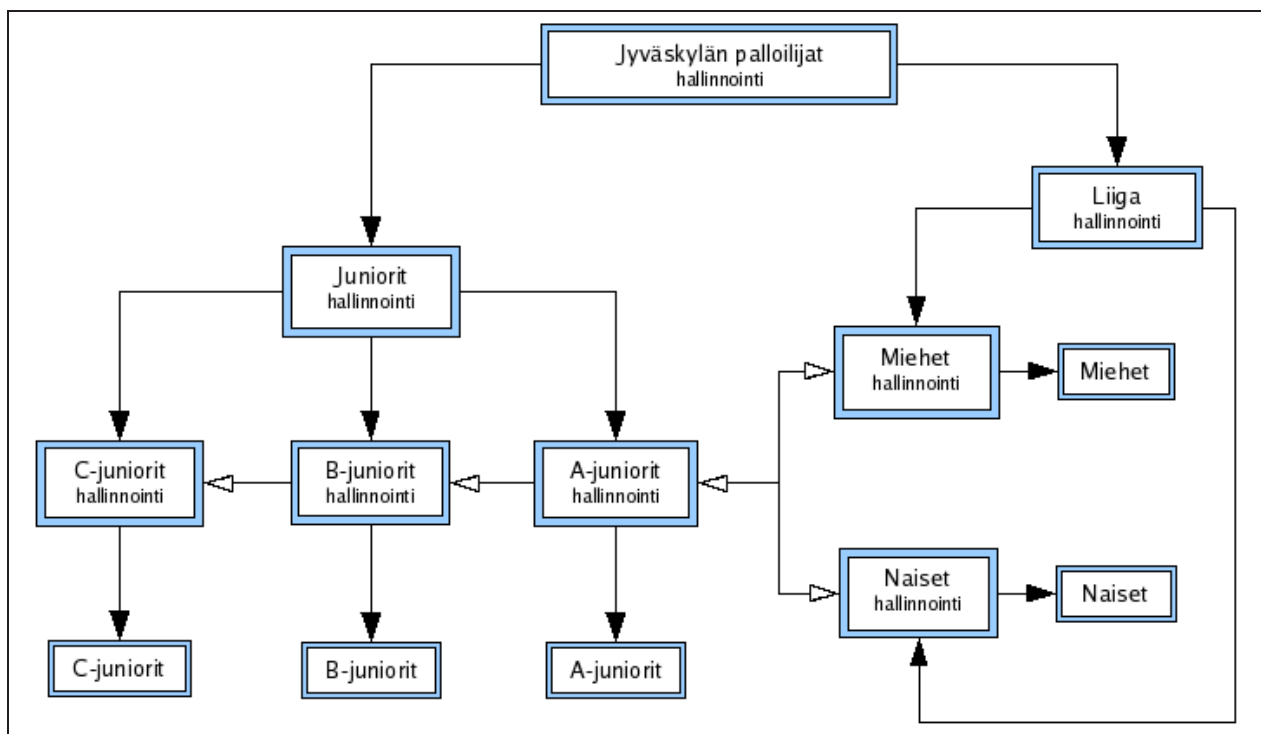 Jyväskylän palloilijat
hallinnointi
Liiga
hallinnointi
Juniorit
hallinnointi
Miehet
hallinnointi
Miehet
C-juniorit
hallinnointi
B-juniorit
hallinnointi
A-juniorit
hallinnointi
Naiset
hallinnointi
Naiset
C-juniorit
B-juniorit
A-juniorit